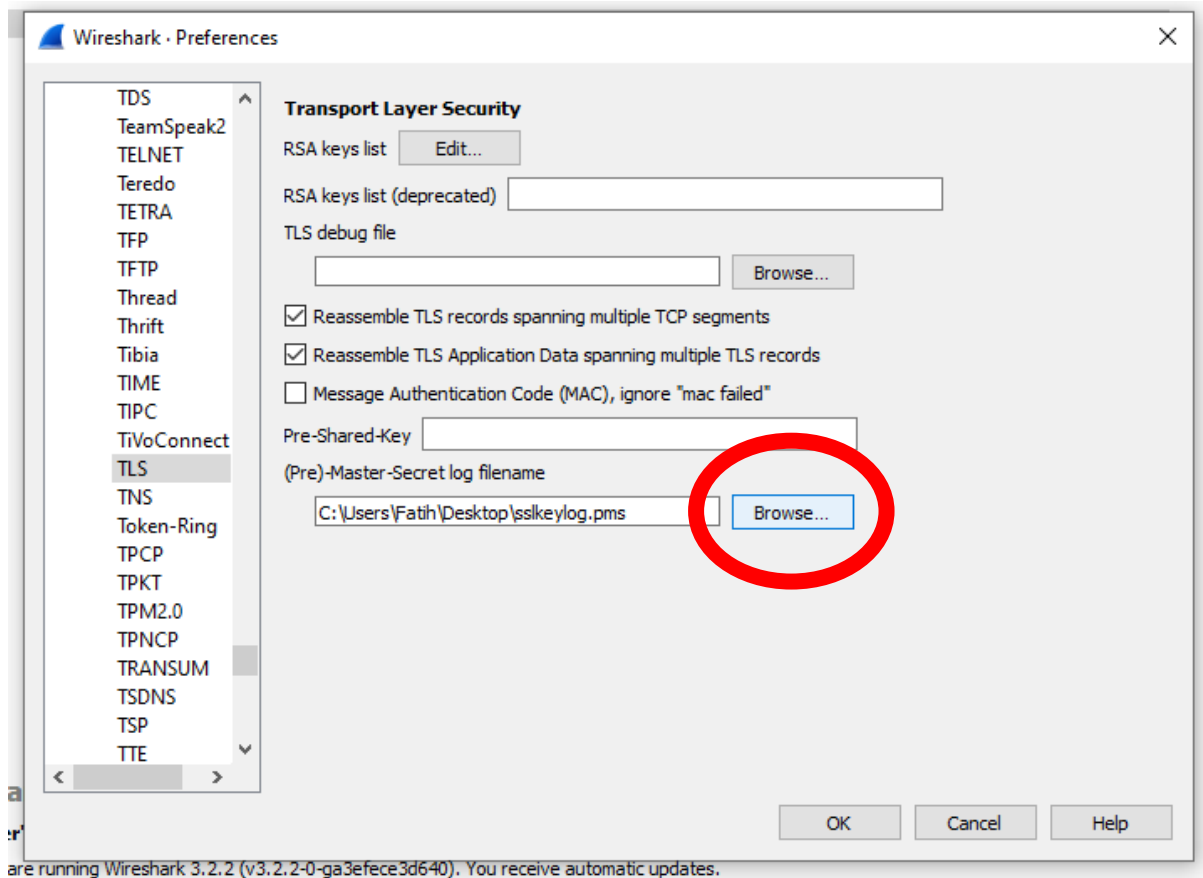 Wireshark · Preferences
TDS
TeamSpeak2
TELNET
Teredo
TETRA
TFP
TFTP
Thread
Thrift
Tibia
TIME
TIPC
TiVoConnect
TLS
TNS
Token-Ring
TPCP
TPKT
TPM2.0
TPNCP
TRANSUM
TSDNS
TSP
TTE
Transport Layer Security
RSA keys list Edit...
RSA keys list (deprecated)
TLS debug file
Browse...
Reassemble TLS records spanning multiple TCP segments
Reassemble TLS Application Data spanning multiple TLS records
Message Authentication Code (MAC), ignore "mac failed"
Pre-Shared-Key
(Pre)-Master-Secret log filename
C:\Users\Fatih\Desktop\sslkeylog.pms Browse...
OK Cancel Help
are running Wireshark 3.2.2 (v3.2.2-0-ga3efece3d640). You receive automatic updates.